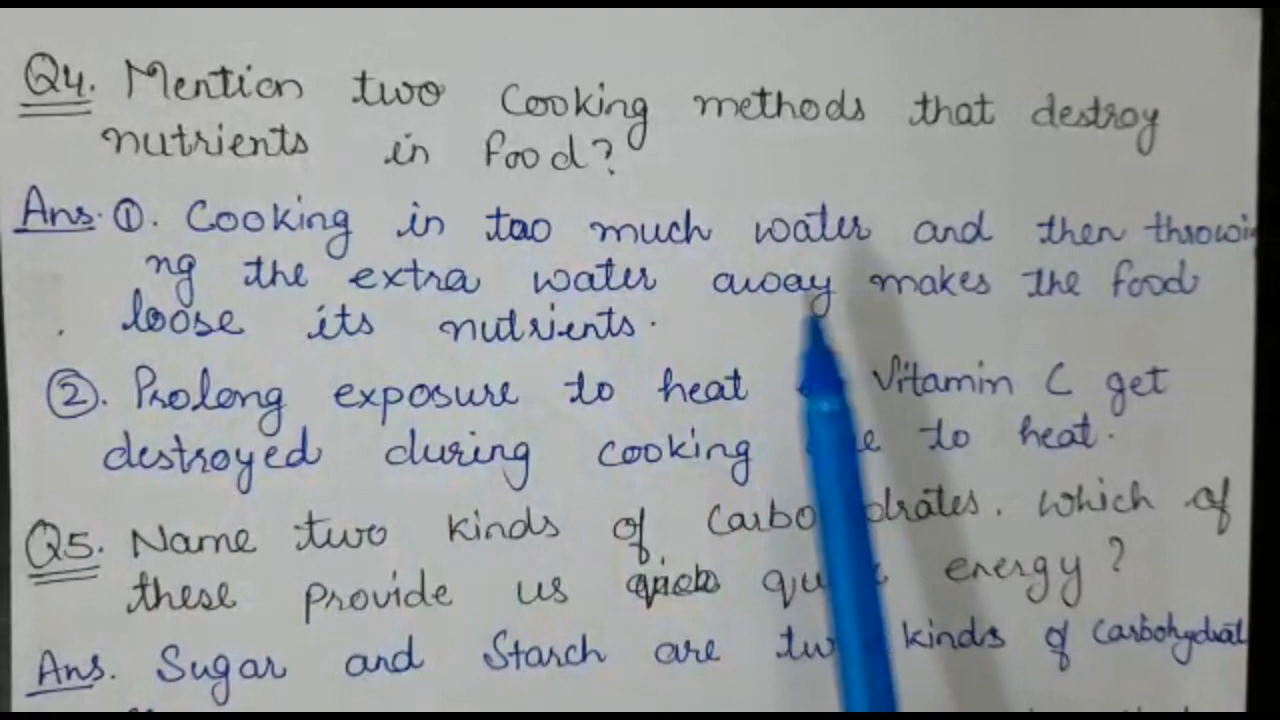 Q4. Mention two cooking methods that destroy
nutrients in food?
Ans. ①. Cooking in too much water and then throwi
ng the extra water away makes the food
loose its nutrients.
②. Prolong exposure to heat Vitamin C get
destroyed during cooking to heat.
Q5. Name two kinds of Carbo drates. Which of
these provide us energy?
Ans. Sugar and Starch are kinds of Carbohydrat